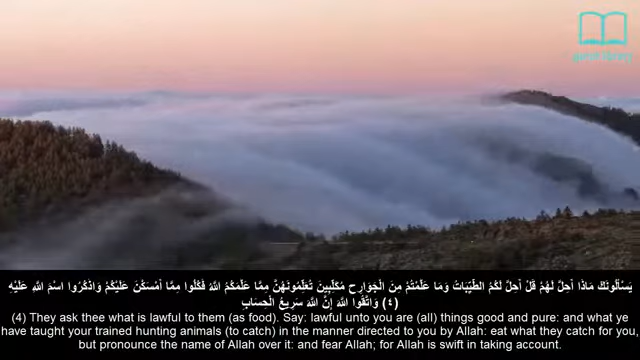 يَسْأَلُونَكَ مَاذَا أُحِلَّ لَهُمْ قُلْ أُحِلَّ لَكُمُ الطَّيِّبَاتُ وَمَا عَلَّمْتُمْ مِنَ الْجَوَارِحِ مُكَلِّبِينَ تُعَلِّمُونَهُنَّ مِمَّا عَلَّمَكُمُ اللَّهُ فَكُلُوا مِمَّا أَمْسَكْنَ عَلَيْكُمْ وَاذْكُرُوا اسْمَ اللَّهِ عَلَيْهِ
وَاتَّقُوا اللَّهَ إِنَّ اللَّهَ سَرِيعُ الْحِسَابِ (٤)
(4) They ask thee what is lawful to them (as food). Say: lawful unto you are (all) things good and pure: and what ye
have taught your trained hunting animals (to catch) in the manner directed to you by Allah: eat what they catch for you,
but pronounce the name of Allah over it: and fear Allah; for Allah is swift in taking account.